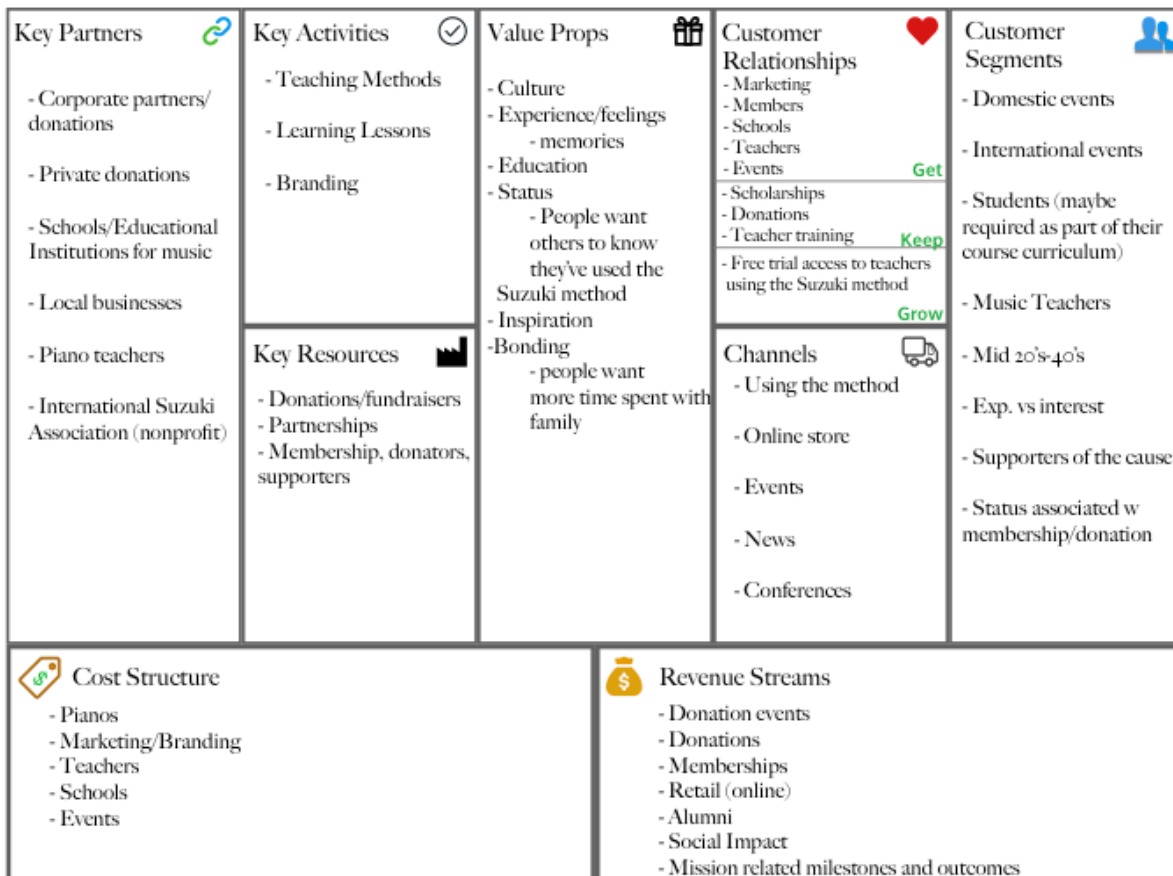 Key Partners
- Corporate partners/
donations
- Private donations
- Schools/Educational
Institutions for music
- Local businesses
- Piano teachers
- International Suzuki
Association (nonprofit)
Key Activities
- Teaching Methods
- Learning Lessons
- Branding
Key Resources
- Donations/fundraisers
- Partnerships
- Membership, donators,
supporters
Value Props
- Culture
- Experience/feelings
- memories
- Education
- Status
- People want
others to know
they've used the
Suzuki method
- Inspiration
-Bonding
- people want
more time spent with
family
Customer
Relationships
- Marketing
- Members
- Schools
- Teachers
- Events
Get
- Scholarships
- Donations
- Teacher training
Keep
- Free trial access to teachers
using the Suzuki method
Grow
Channels
- Using the method
- Online store
- Events
- News
- Conferences
Customer
Segments
- Domestic events
- International events
- Students (maybe
required as part of their
course curriculum)
- Music Teachers
- Mid 20's-40's
- Exp. vs interest
- Supporters of the cause
- Status associated w
membership/donation
$ Cost Structure
- Pianos
- Marketing/Branding
- Teachers
- Schools
- Events
$ Revenue Streams
- Donation events
- Donations
- Memberships
- Retail (online)
- Alumni
- Social Impact
- Mission related milestones and outcomes